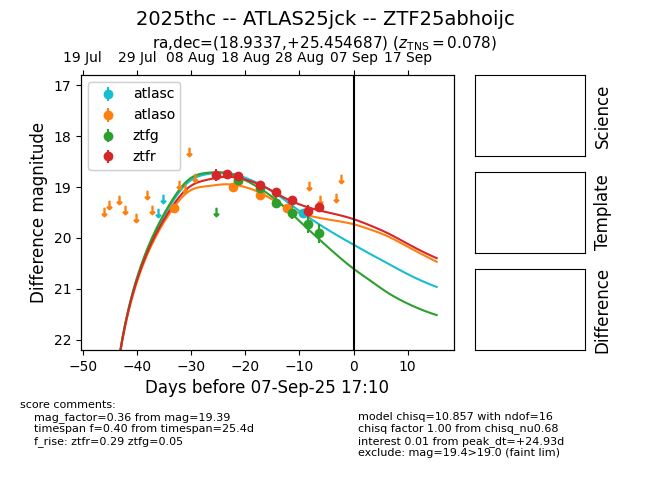 2025thc -- ATLAS25jck -- ZTF25abhoijc
ra,dec=(18.9337,+25.454687) (z_TNS = 0.078)
19 Jul 29 Jul 08 Aug 18 Aug 28 Aug 07 Sep 17 Sep
atlasc
atlaso
ztfg
ztfr
17
18
19
20
21
22
Difference magnitude
−50 −40 −30 −20 −10 0 10
Days before 07-Sep-25 17:10
Science
Template
Difference
score comments:
mag_factor=0.36 from mag=19.39
timespan f=0.40 from timespan=25.4d
f_rise: ztfr=0.29 ztfg=0.05
model chisq=10.857 with ndof=16
chisq factor 1.00 from chisq_nu0.68
interest 0.01 from peak_dt=+24.93d
exclude: mag=19.4>19.0 (faint lim)